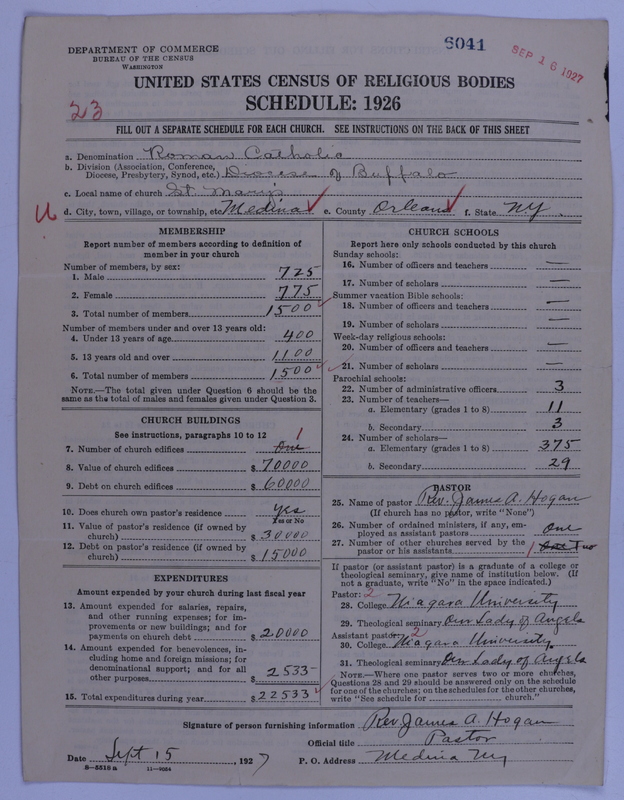 6041
SEP 16 1927
DEPARTMENT OF COMMERCE
BUREAU OF THE CENSUS
WASHINGTON
UNITED STATES CENSUS OF RELIGIOUS BODIES
SCHEDULE: 1926
23
FILL OUT A SEPARATE SCHEDULE FOR EACH CHURCH. SEE INSTRUCTIONS ON THE BACK OF THIS SHEET
a. Denomination Roman Catholic
b. Division (Association, Conference,
Diocese, Presbytery, Synod, etc.) Diocese of Buffalo
c. Local name of church St. Mary's
d. City, town, village, or township, etc. Medina e. County Orleans f. State N.Y.
MEMBERSHIP
Report number of members according to definition of
member in your church
Number of members, by sex:
1. Male 725
2. Female 775
3. Total number of members 1500
Number of members under and over 13 years old:
4. Under 13 years of age 400
5. 13 years old and over 1100
6. Total number of members 1500
NOTE.—The total given under Question 6 should be
the same as the total of males and females given under Question 3.
CHURCH BUILDINGS
See instructions, paragraphs 10 to 12
7. Number of church edifices One 1
8. Value of church edifices $ 70000
9. Debt on church edifices $ 60000
10. Does church own pastor's residence Yes
Yes or No
11. Value of pastor's residence (if owned by
church) $ 30000
12. Debt on pastor's residence (if owned by
church) $ 15000
EXPENDITURES
Amount expended by your church during last fiscal year
13. Amount expended for salaries, repairs,
and other running expenses; for im-
provements or new buildings; and for
payments on church debt $ 20000
14. Amount expended for benevolences, in-
cluding home and foreign missions; for
denominational support; and for all
other purposes $ 2533
15. Total expenditures during year $ 22533
CHURCH SCHOOLS
Report here only schools conducted by this church
Sunday schools:
16. Number of officers and teachers —
17. Number of scholars —
Summer vacation Bible schools:
18. Number of officers and teachers —
19. Number of scholars —
Week-day religious schools:
20. Number of officers and teachers —
21. Number of scholars —
Parochial schools:
22. Number of administrative officers 3
23. Number of teachers—
a. Elementary (grades 1 to 8) 11
b. Secondary 3
24. Number of scholars—
a. Elementary (grades 1 to 8) 375
b. Secondary 29
PASTOR
25. Name of pastor Rev. James A. Hogan
(If church has no pastor, write "None")
26. Number of ordained ministers, if any, em-
ployed as assistant pastors One
27. Number of other churches served by the
pastor or his assistants 1 One Two
If pastor (or assistant pastor) is a graduate of a college or
theological seminary, give name of institution below. (If
not a graduate, write "No" in the space indicated.)
Pastor: 2
28. College Niagara University
29. Theological seminary Our Lady of Angels
Assistant pastor: 2
30. College Niagara University
31. Theological seminary Our Lady of Angels
NOTE.—Where one pastor serves two or more churches,
Questions 28 and 29 should be answered only on the schedule
for one of the churches; on the schedules for the other churches,
write "See schedule for church."
Signature of person furnishing information Rev. James A. Hogan
Official title Pastor
Date Sept 15, 1927 P. O. Address Medina Ny
8-5518 a 11-9024